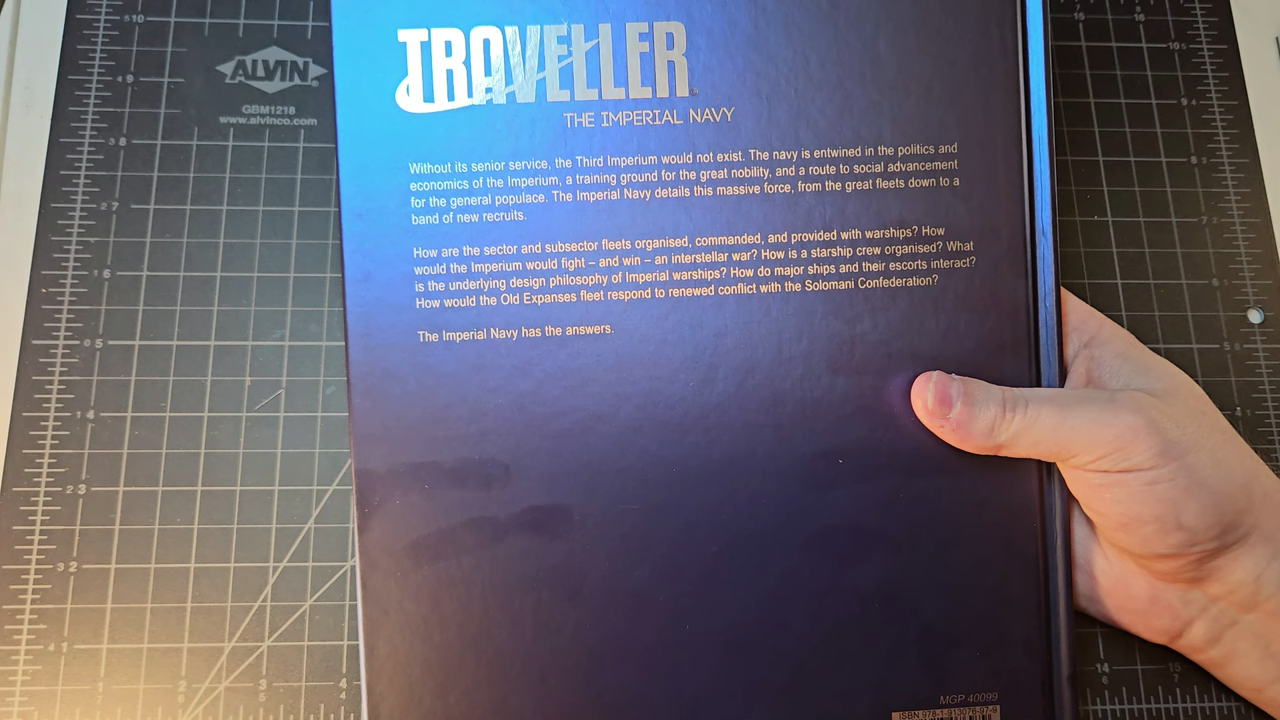 ALVIN
GBM1218
www.alvinco.com
TRAVELLER
THE IMPERIAL NAVY
Without its senior service, the Third Imperium would not exist. The navy is entwined in the politics and
economics of the Imperium, a training ground for the great nobility, and a route to social advancement
for the general populace. The Imperial Navy details this massive force, from the great fleets down to a
band of new recruits.
How are the sector and subsector fleets organised, commanded, and provided with warships? How
would the Imperium would fight – and win – an interstellar war? How is a starship crew organised? What
is the underlying design philosophy of Imperial warships? How do major ships and their escorts interact?
How would the Old Expanses fleet respond to renewed conflict with the Solomani Confederation?
The Imperial Navy has the answers.
MGP 40099
ISBN 978-1-913076-97-9